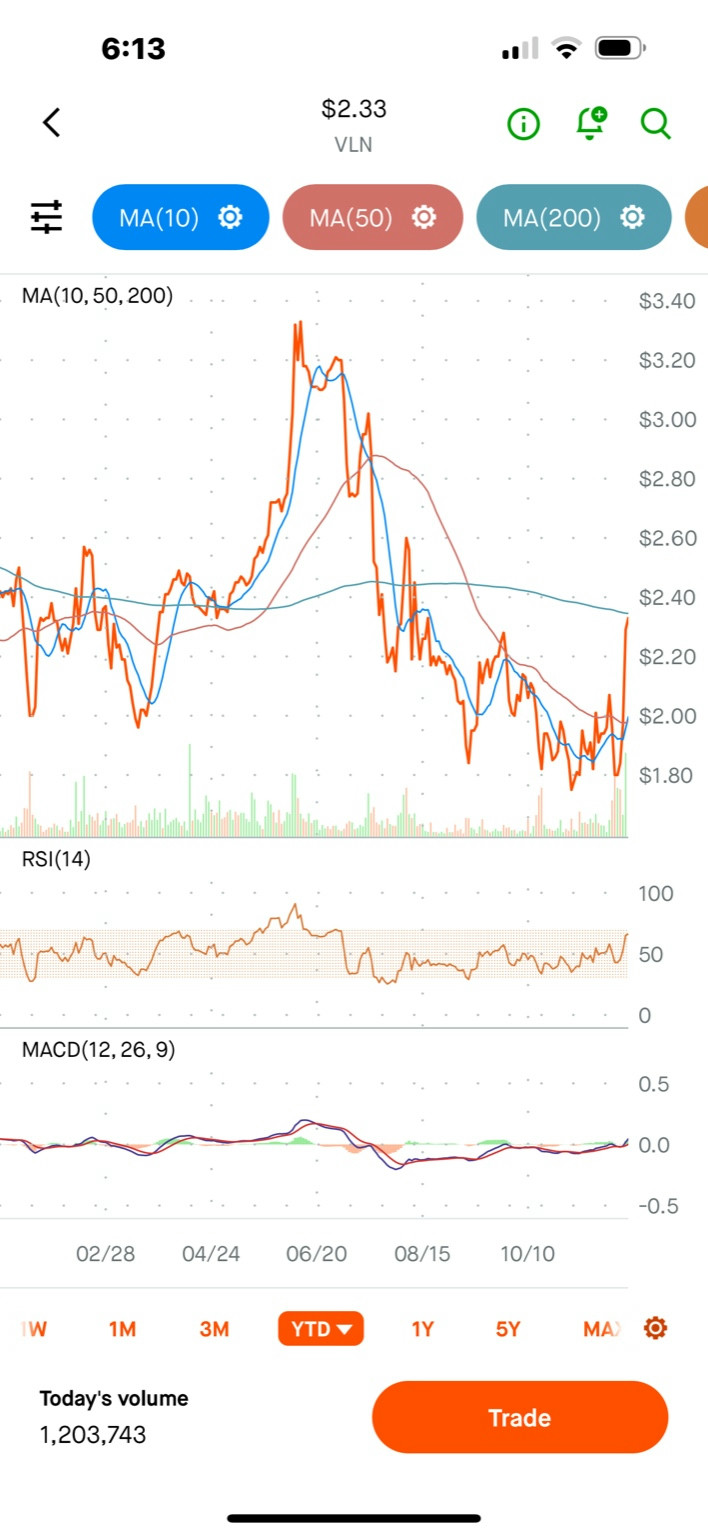 6:13
$2.33
VLN
MA(10)
MA(50)
MA(200)
MA(10,50,200)
$3.40
$3.20
$3.00
$2.80
$2.60
$2.40
$2.20
$2.00
$1.80
RSI(14)
100
50
0
MACD(12,26,9)
0.5
0.0
-0.5
02/28 04/24 06/20 08/15 10/10
1W 1M 3M YTD 1Y 5Y MAX
Today's volume
1,203,743
Trade